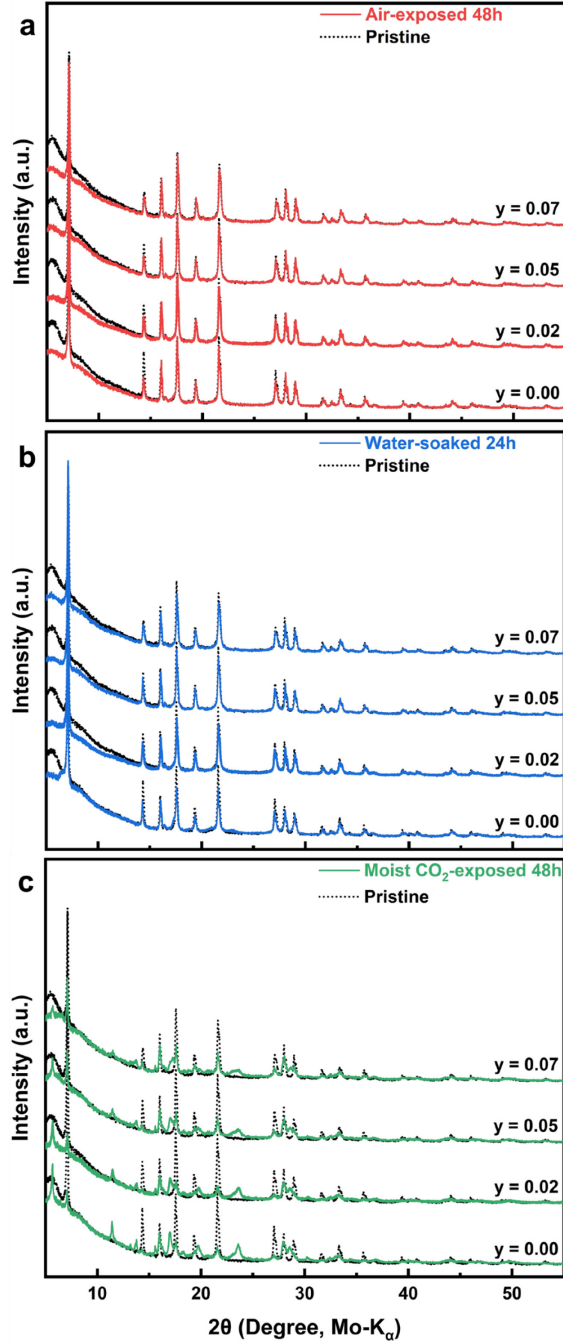 a
Air-exposed 48h
Pristine
Intensity (a.u.)
y = 0.07
y = 0.05
y = 0.02
y = 0.00
b
Water-soaked 24h
Pristine
Intensity (a.u.)
y = 0.07
y = 0.05
y = 0.02
y = 0.00
c
Moist CO₂-exposed 48h
Pristine
Intensity (a.u.)
y = 0.07
y = 0.05
y = 0.02
y = 0.00
10 20 30 40 50
2θ (Degree, Mo-Kα)